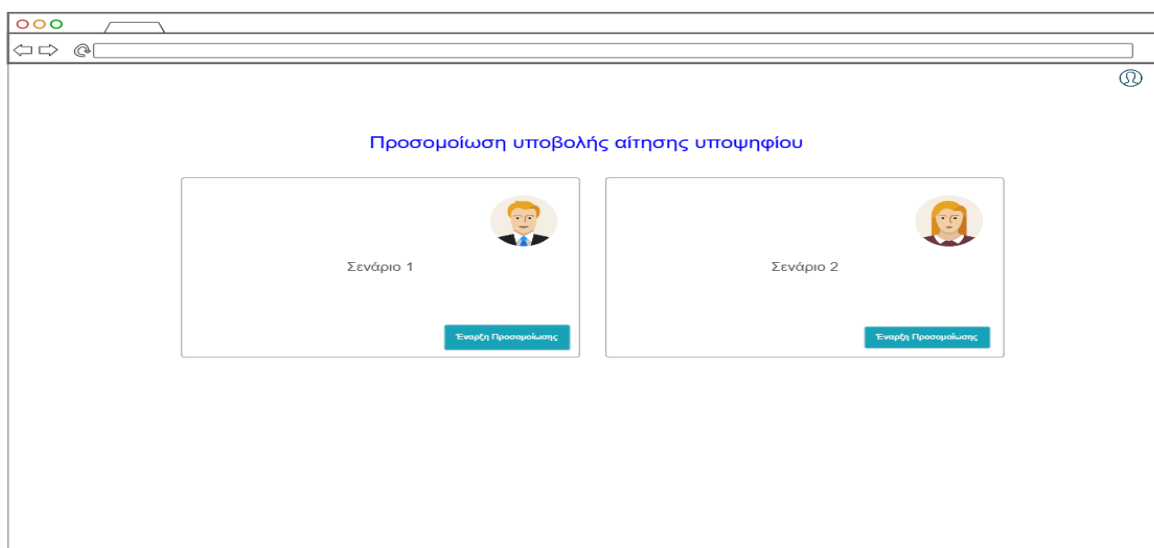 Προσομοίωση υποβολής αίτησης υποψηφίου
Σενάριο 1
Έναρξη Προσομοίωσης
Σενάριο 2
Έναρξη Προσομοίωσης